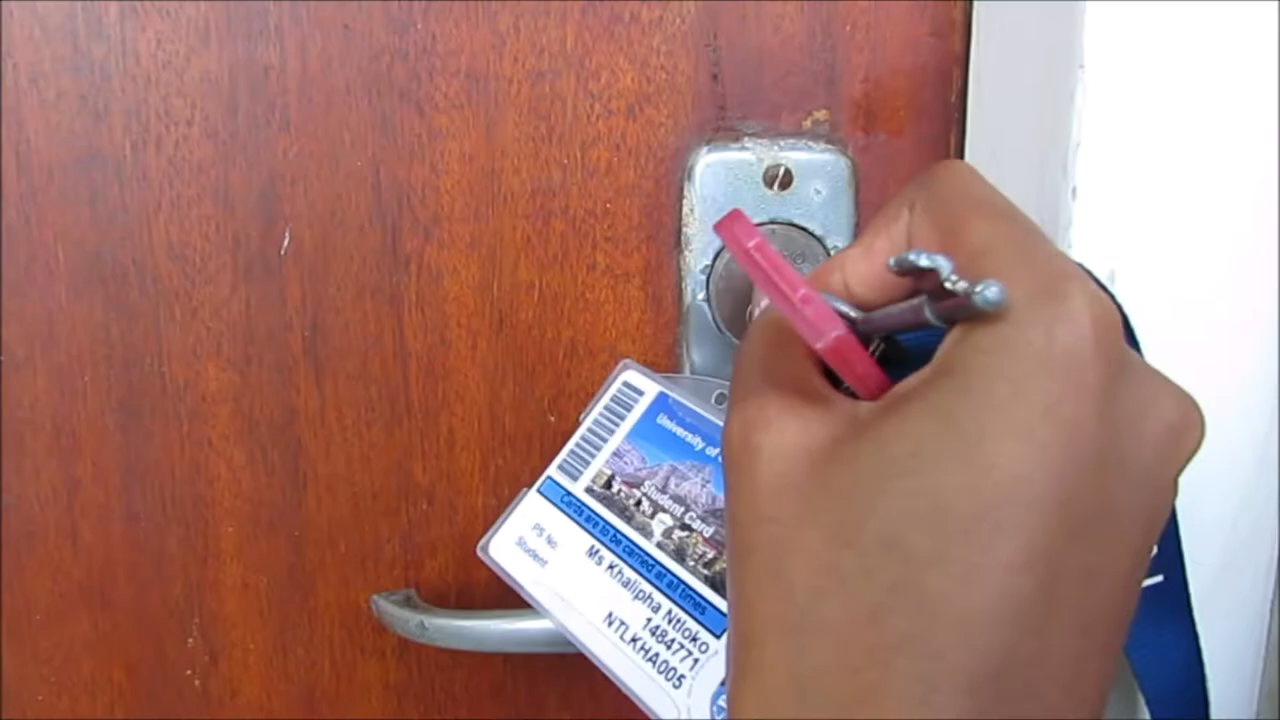 University of
Student Card
Cards are to be carried at all times
PS No.
Student
Ms Khalipha Ntloko
1484771
NTLKHA005